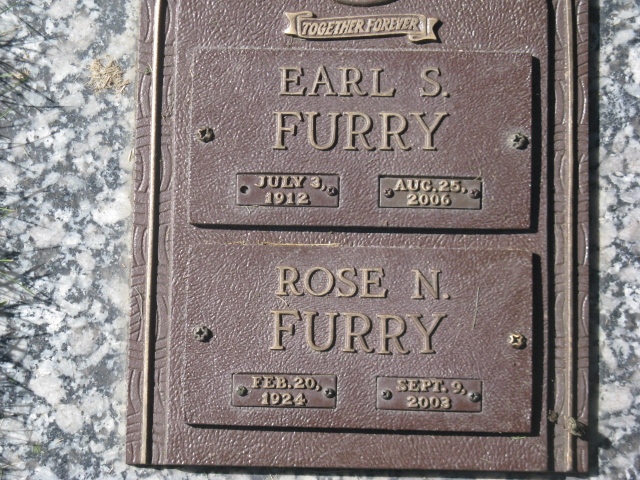 TOGETHER FOREVER
EARL S.
FURRY
JULY 3,
1912
AUG. 25,
2006
ROSE N.
FURRY
FEB. 20,
1924
SEPT. 9,
2003